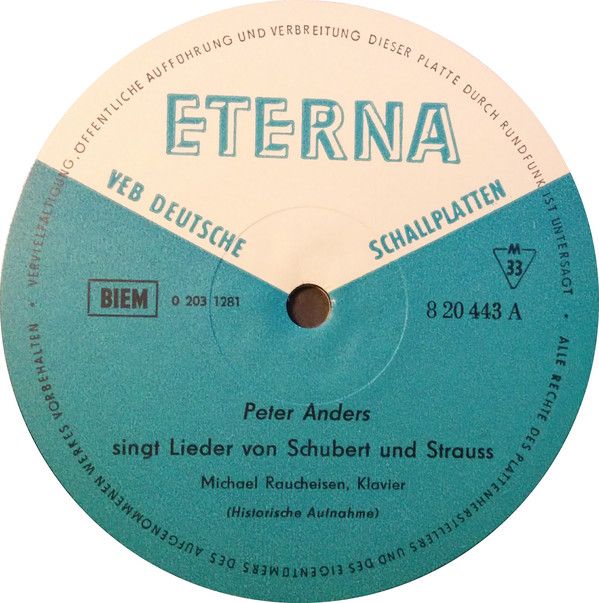 ALLE RECHTE DES PLATTENHERSTELLERS UND DES EIGENTÜMERS DES AUFGENOMMENEN WERKES VORBEHALTEN • VERVIELFÄLTIGUNG, ÖFFENTLICHE AUFFÜHRUNG UND VERBREITUNG DIESER PLATTE DURCH RUNDFUNK IST UNTERSAGT •
ETERNA
VEB DEUTSCHE SCHALLPLATTEN
BIEM 0 203 1281
M
33
8 20 443 A
Peter Anders
singt Lieder von Schubert und Strauss
Michael Raucheisen, Klavier
(Historische Aufnahme)